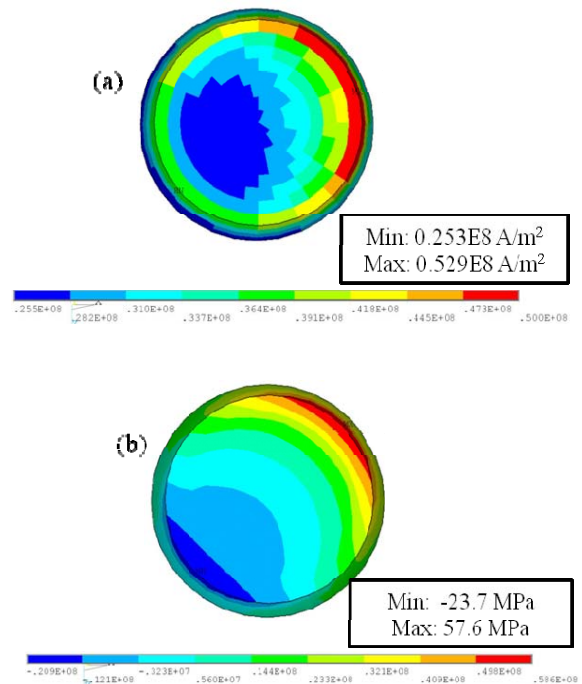 (a)
Min: 0.253E8 A/m²
Max: 0.529E8 A/m²
.255E+08 .310E+08 .364E+08 .418E+08 .473E+08
.282E+08 .337E+08 .391E+08 .445E+08 .500E+08
(b)
Min: -23.7 MPa
Max: 57.6 MPa
-.209E+08 -.323E+07 .144E+08 .321E+08 .498E+08
-.121E+08 .560E+07 .233E+08 .409E+08 .586E+08